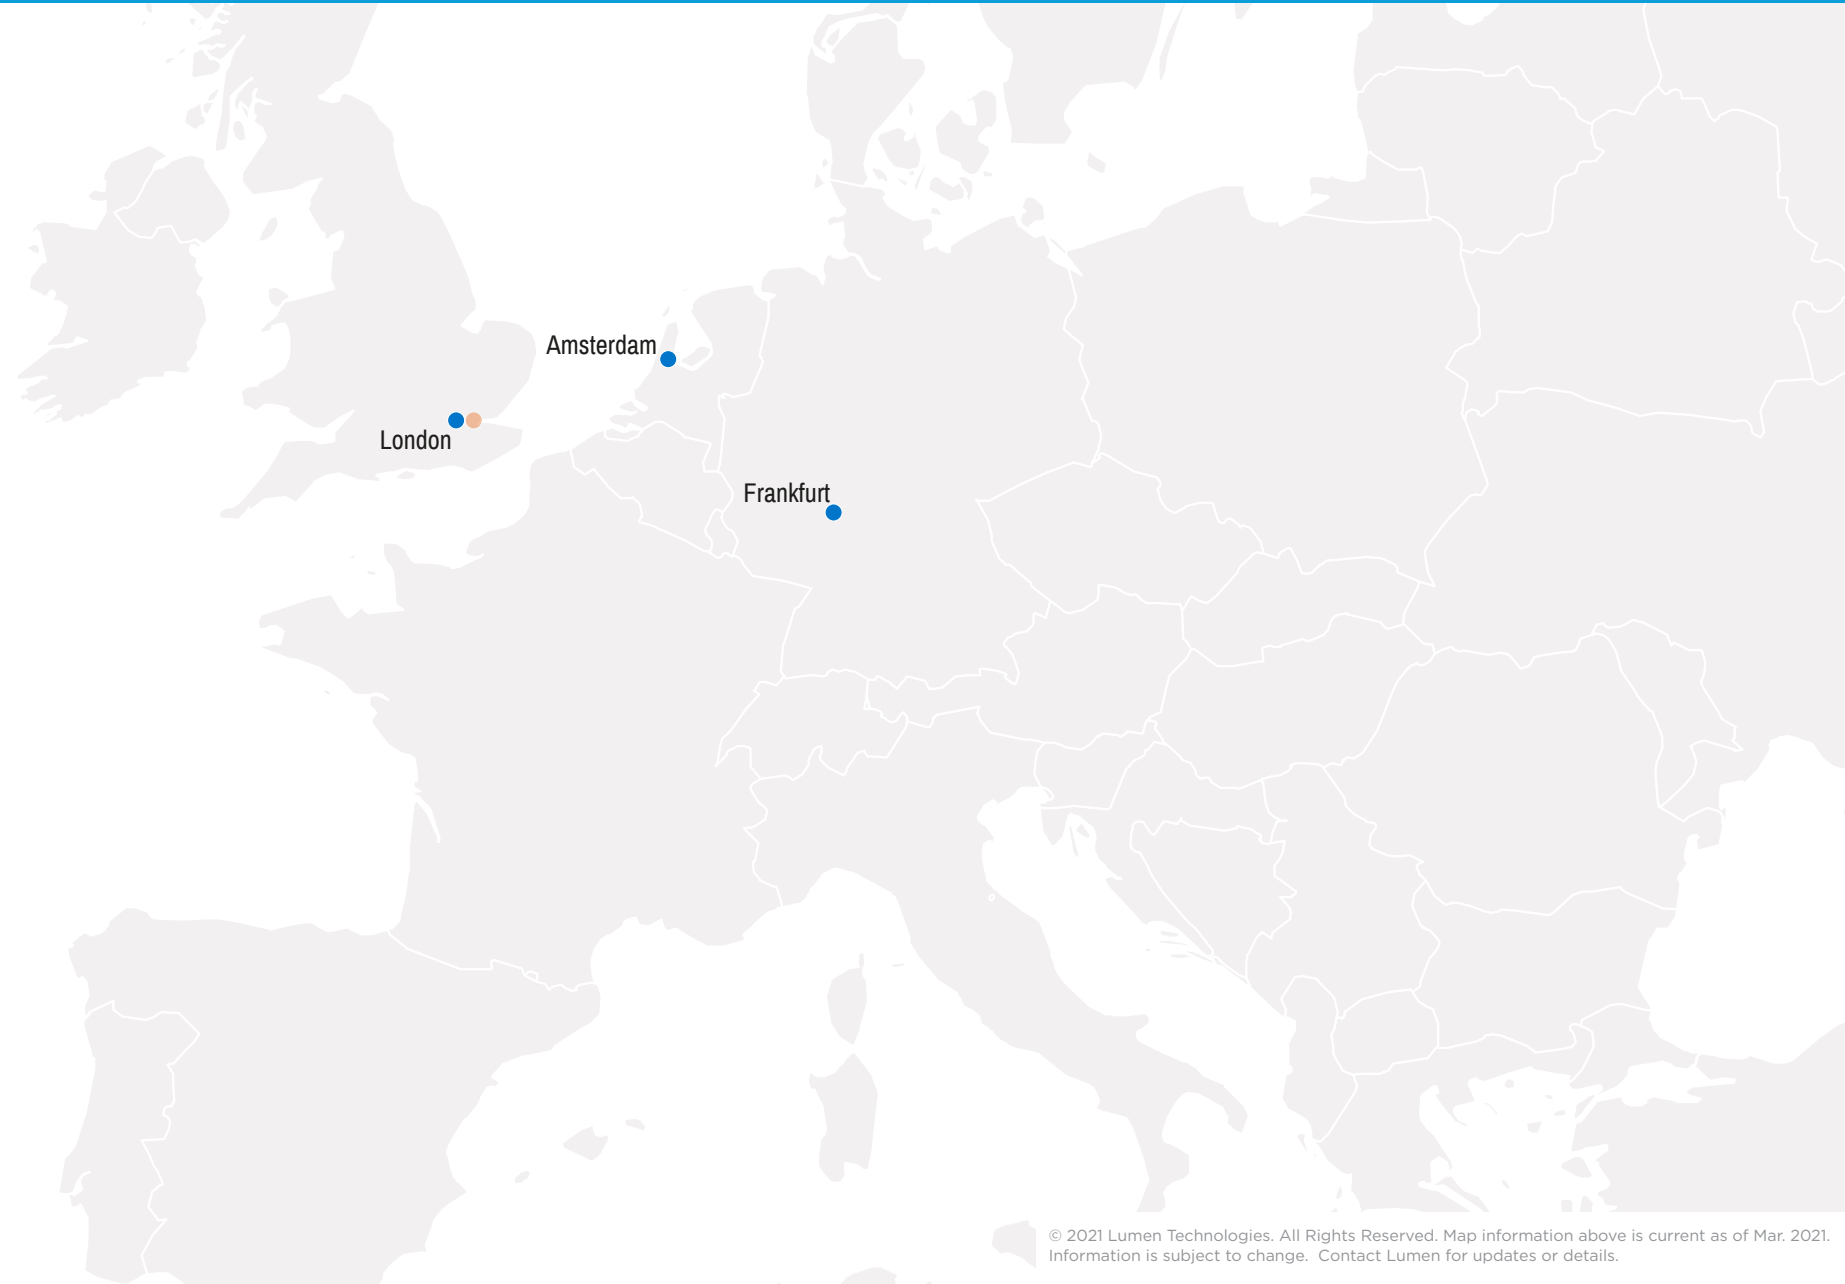 Amsterdam
London
Frankfurt
© 2021 Lumen Technologies. All Rights Reserved. Map information above is current as of Mar. 2021.
Information is subject to change.  Contact Lumen for updates or details.